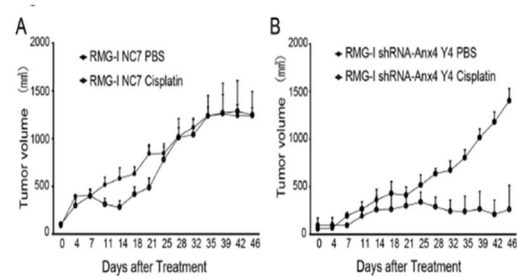 A
RMG-I NC7 PBS
RMG-I NC7 Cisplatin
Tumor volume (mm³)
2000
1500
1000
500
0
0 4 7 11 14 18 21 25 28 32 35 39 42 46
Days after Treatment
B
RMG-I shRNA-Anx4 Y4 PBS
RMG-I shRNA-Anx4 Y4 Cisplatin
Tumor volume (mm³)
2000
1500
1000
500
0
0 4 7 11 14 18 21 25 28 32 35 39 42 46
Days after Treatment